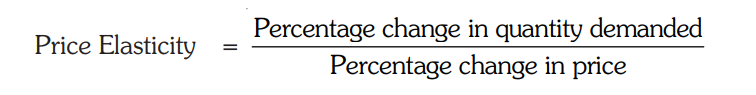 Percentage change in quantity demanded
Price Elasticity =
Percentage change in price